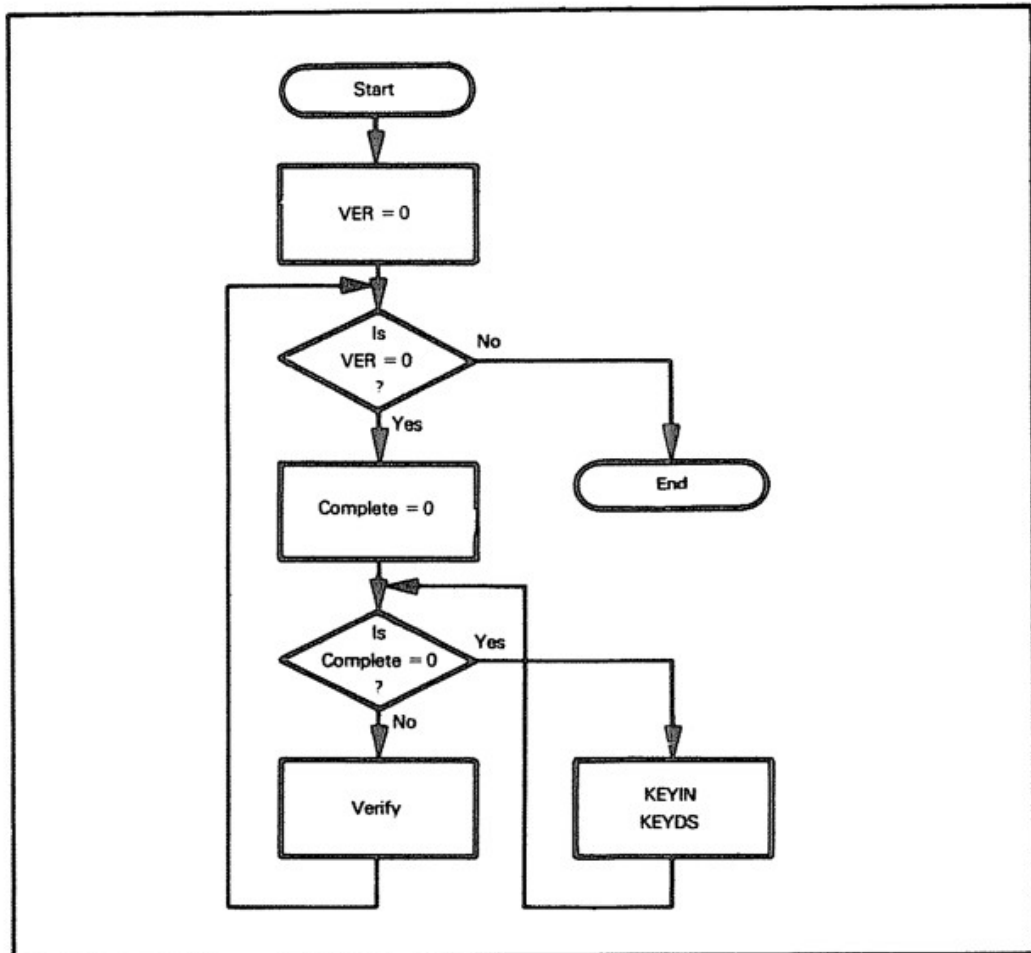 Start
VER = 0
Is
VER = 0
?
No
Yes
End
Complete = 0
Is
Complete = 0
?
Yes
No
Verify
KEYIN
KEYDS